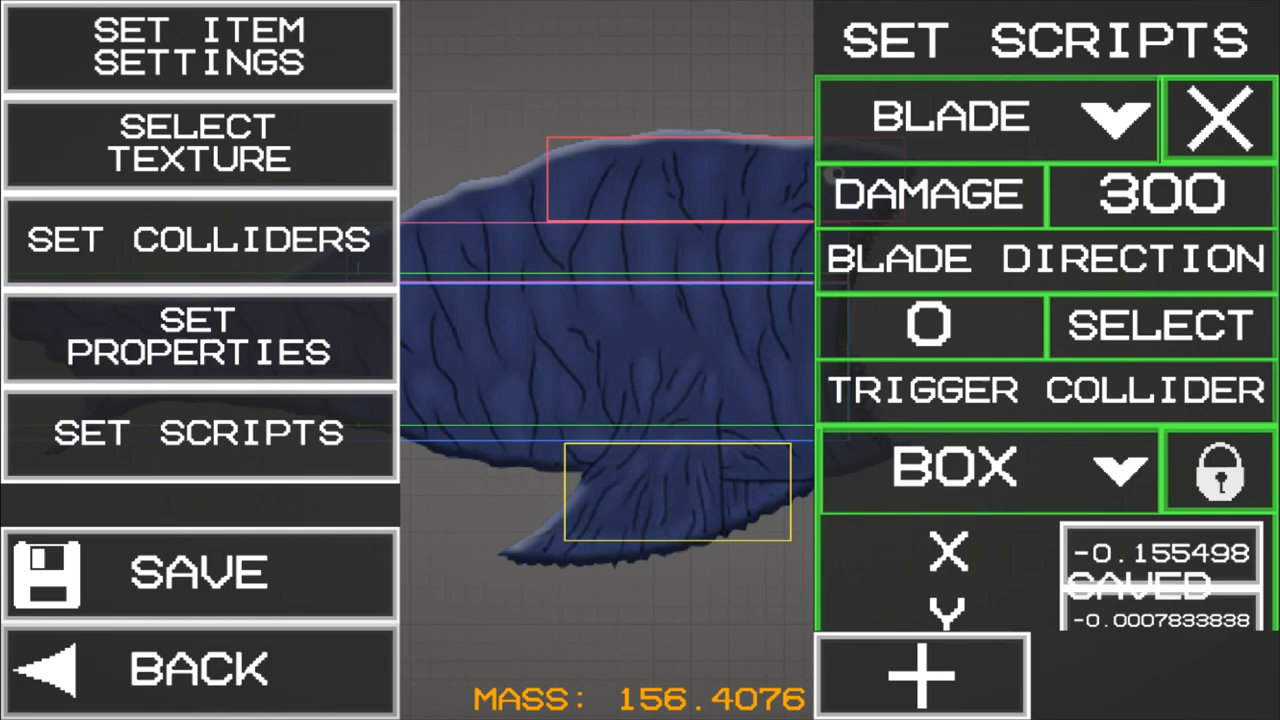 SET ITEM
SETTINGS
SELECT
TEXTURE
SET COLLIDERS
SET
PROPERTIES
SET SCRIPTS
SAVE
BACK
MASS: 156.4076
SET SCRIPTS
BLADE
DAMAGE 300
BLADE DIRECTION
0 SELECT
TRIGGER COLLIDER
BOX
X -0.155498
SAVED
Y -0.0007833838